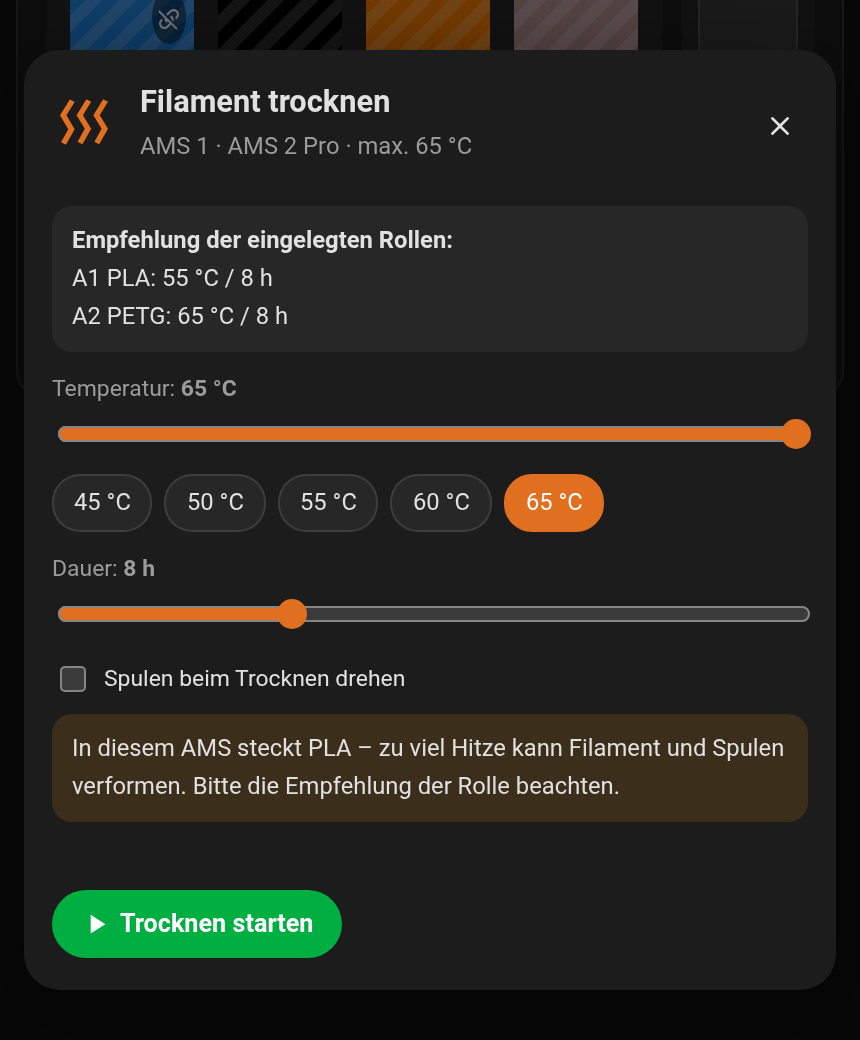 Filament trocknen
AMS 1 · AMS 2 Pro · max. 65 °C
Empfehlung der eingelegten Rollen:
A1 PLA: 55 °C / 8 h
A2 PETG: 65 °C / 8 h
Temperatur: 65 °C
45 °C 50 °C 55 °C 60 °C 65 °C
Dauer: 8 h
Spulen beim Trocknen drehen
In diesem AMS steckt PLA – zu viel Hitze kann Filament und Spulen
verformen. Bitte die Empfehlung der Rolle beachten.
Trocknen starten